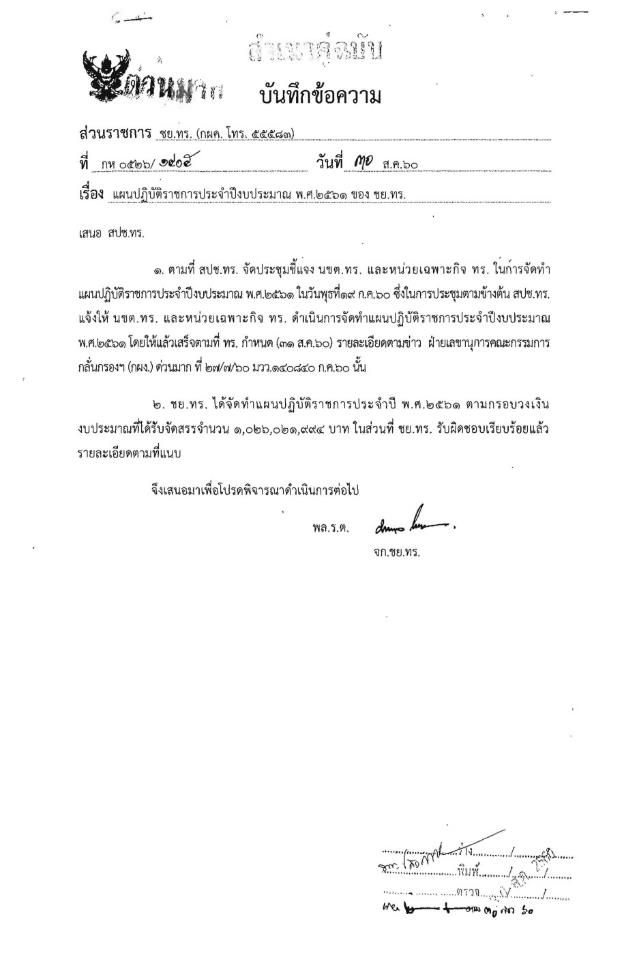 สำเนาคู่ฉบับ
ด่วนมาก
บันทึกข้อความ
ส่วนราชการ ชย.ทร. (กผค. โทร. ๕๕๕๘๓)
ที่ กห ๐๕๒๖/๑๙๐๕ วันที่ ๓๐ ส.ค.๖๐
เรื่อง แผนปฏิบัติราชการประจำปีงบประมาณ พ.ศ.๒๕๖๑ ของ ชย.ทร.
เสนอ สปช.ทร.
๑. ตามที่ สปช.ทร. จัดประชุมชี้แจง นขต.ทร. และหน่วยเฉพาะกิจ ทร. ในการจัดทำ
แผนปฏิบัติราชการประจำปีงบประมาณ พ.ศ.๒๕๖๑ ในวันพุธที่๑๙ ก.ค.๖๐ ซึ่งในการประชุมตามข้างต้น สปช.ทร.
แจ้งให้ นขต.ทร. และหน่วยเฉพาะกิจ ทร. ดำเนินการจัดทำแผนปฏิบัติราชการประจำปีงบประมาณ
พ.ศ.๒๕๖๑ โดยให้แล้วเสร็จตามที่ ทร. กำหนด (๓๑ ส.ค.๖๐) รายละเอียดตามข่าว ฝ่ายเลขานุการคณะกรรมการ
กลั่นกรองฯ (กผง.) ด่วนมาก ที่ ๒๗/๗/๖๐ มวว.๑๔๐๘๔๐ ก.ค.๖๐ นั้น
๒. ชย.ทร. ได้จัดทำแผนปฏิบัติราชการประจำปี พ.ศ.๒๕๖๑ ตามกรอบวงเงิน
งบประมาณที่ได้รับจัดสรรจำนวน ๑,๐๒๖,๐๒๑,๙๙๔ บาท ในส่วนที่ ชย.ทร. รับผิดชอบเรียบร้อยแล้ว
รายละเอียดตามที่แนบ
จึงเสนอมาเพื่อโปรดพิจารณาดำเนินการต่อไป
พล.ร.ต.
จก.ชย.ทร.
ร่าง
พิมพ์
ตรวจ